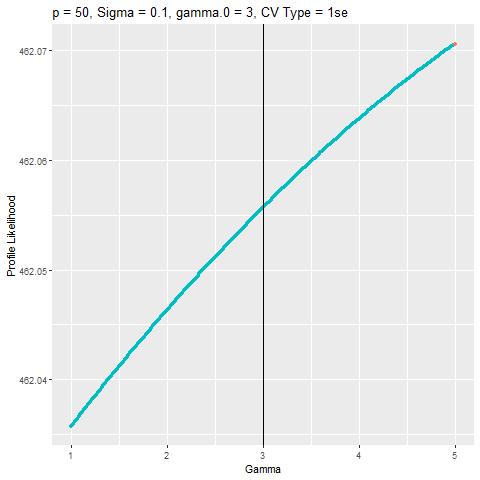 p = 50, Sigma = 0.1, gamma.0 = 3, CV Type = 1se
462.07
462.06
462.05
462.04
Profile Likelihood
1 2 3 4 5
Gamma